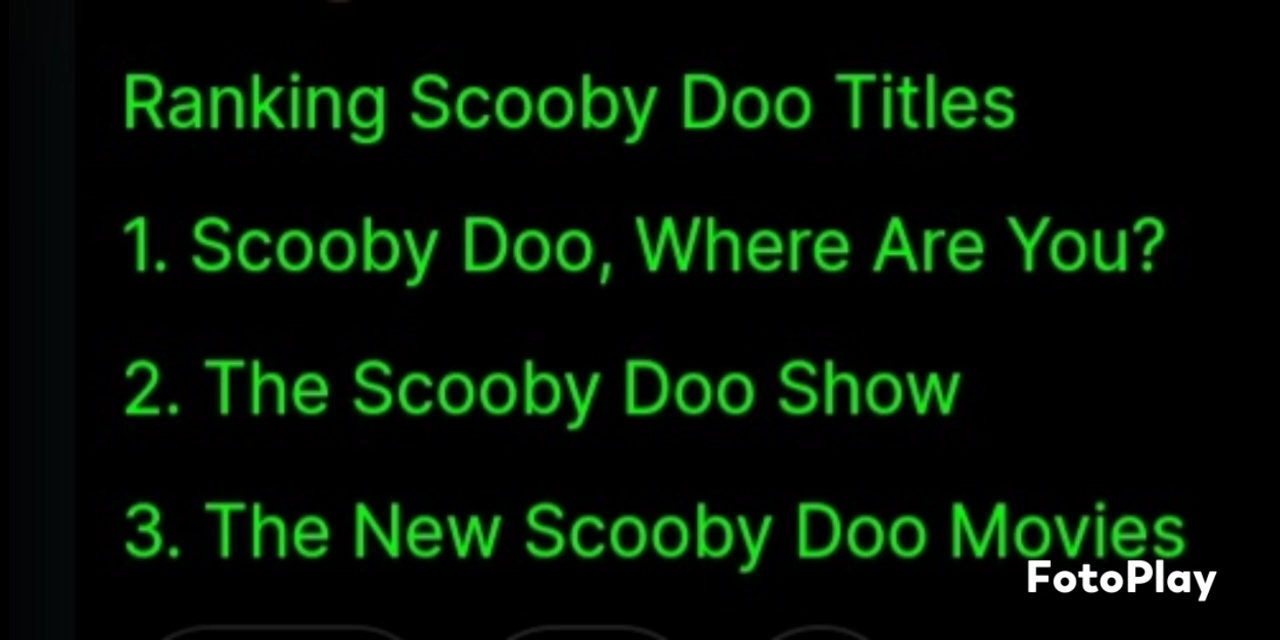 Ranking Scooby Doo Titles
1. Scooby Doo, Where Are You?
2. The Scooby Doo Show
3. The New Scooby Doo Movies
FotoPlay